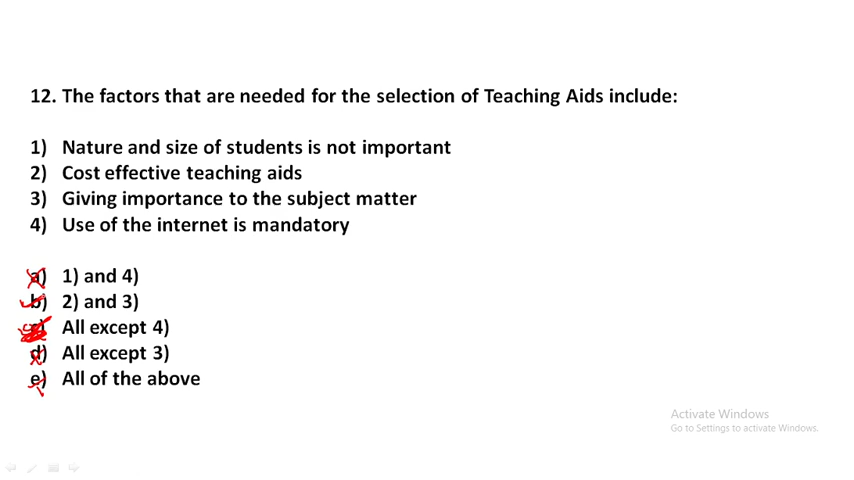 12. The factors that are needed for the selection of Teaching Aids include:
1) Nature and size of students is not important
2) Cost effective teaching aids
3) Giving importance to the subject matter
4) Use of the internet is mandatory
a) 1) and 4)
b) 2) and 3)
All except 4)
d) All except 3)
e) All of the above
Activate Windows
Go to Settings to activate Windows.